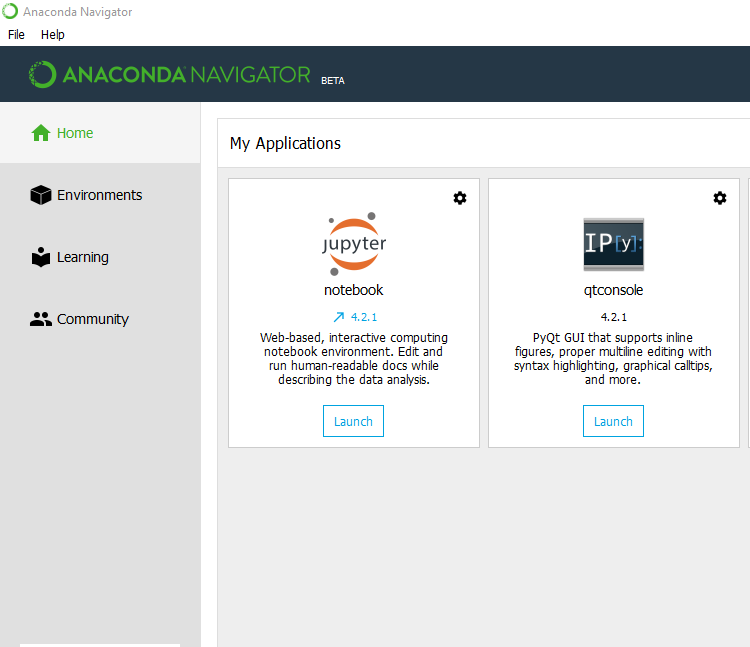 Anaconda Navigator
File Help
ANACONDA NAVIGATOR BETA
Home
Environments
Learning
Community
My Applications
jupyter
notebook
4.2.1
Web-based, interactive computing
notebook environment. Edit and
run human-readable docs while
describing the data analysis.
Launch
IP[y]:
qtconsole
4.2.1
PyQt GUI that supports inline
figures, proper multiline editing with
syntax highlighting, graphical calltips,
and more.
Launch